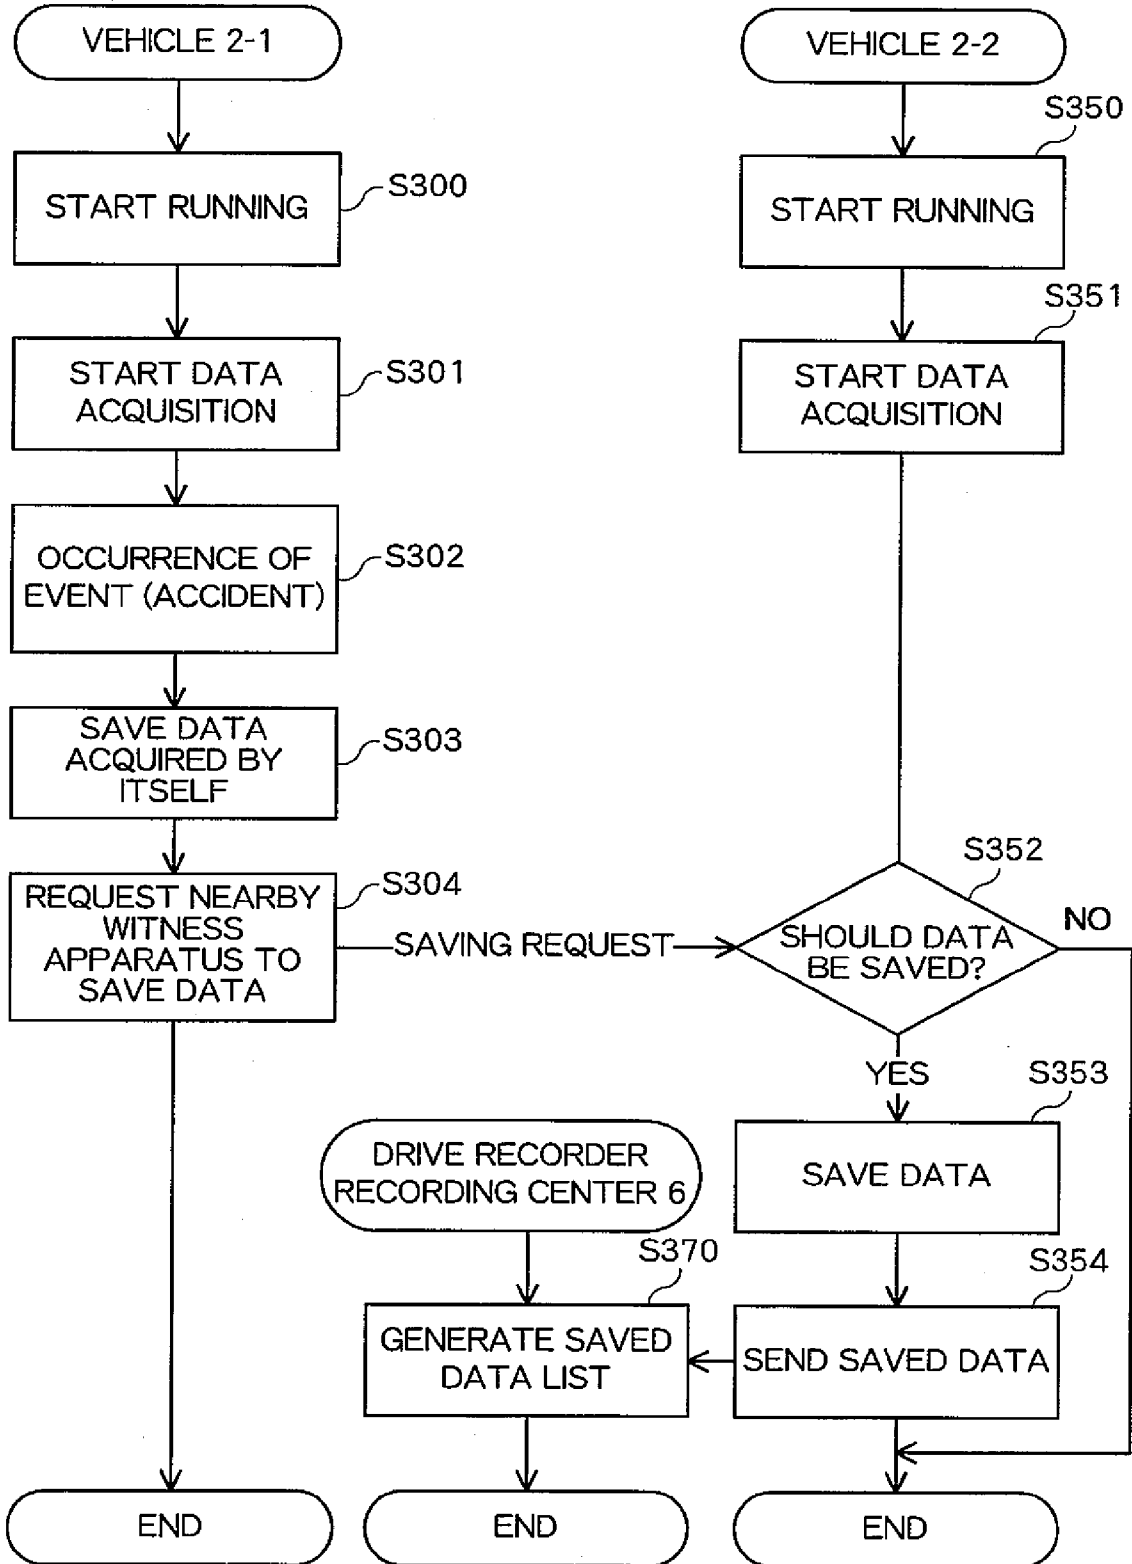 VEHICLE 2-1
START RUNNING
S300
START DATA
ACQUISITION
S301
OCCURRENCE OF
EVENT (ACCIDENT)
S302
SAVE DATA
ACQUIRED BY
ITSELF
S303
REQUEST NEARBY
WITNESS
APPARATUS TO
SAVE DATA
S304
SAVING REQUEST
END
VEHICLE 2-2
S350
START RUNNING
S351
START DATA
ACQUISITION
S352
SHOULD DATA
BE SAVED?
NO
YES
S353
SAVE DATA
S354
SEND SAVED DATA
END
DRIVE RECORDER
RECORDING CENTER 6
S370
GENERATE SAVED
DATA LIST
END